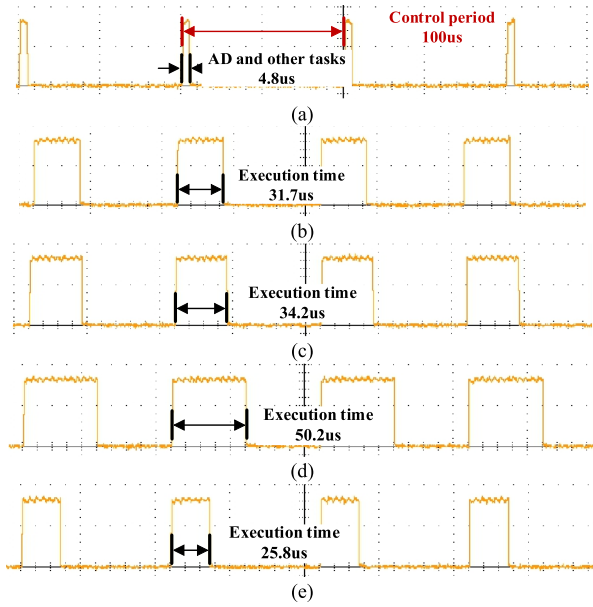 Control period
100us
AD and other tasks
4.8us
(a)
Execution time
31.7us
(b)
Execution time
34.2us
(c)
Execution time
50.2us
(d)
Execution time
25.8us
(e)